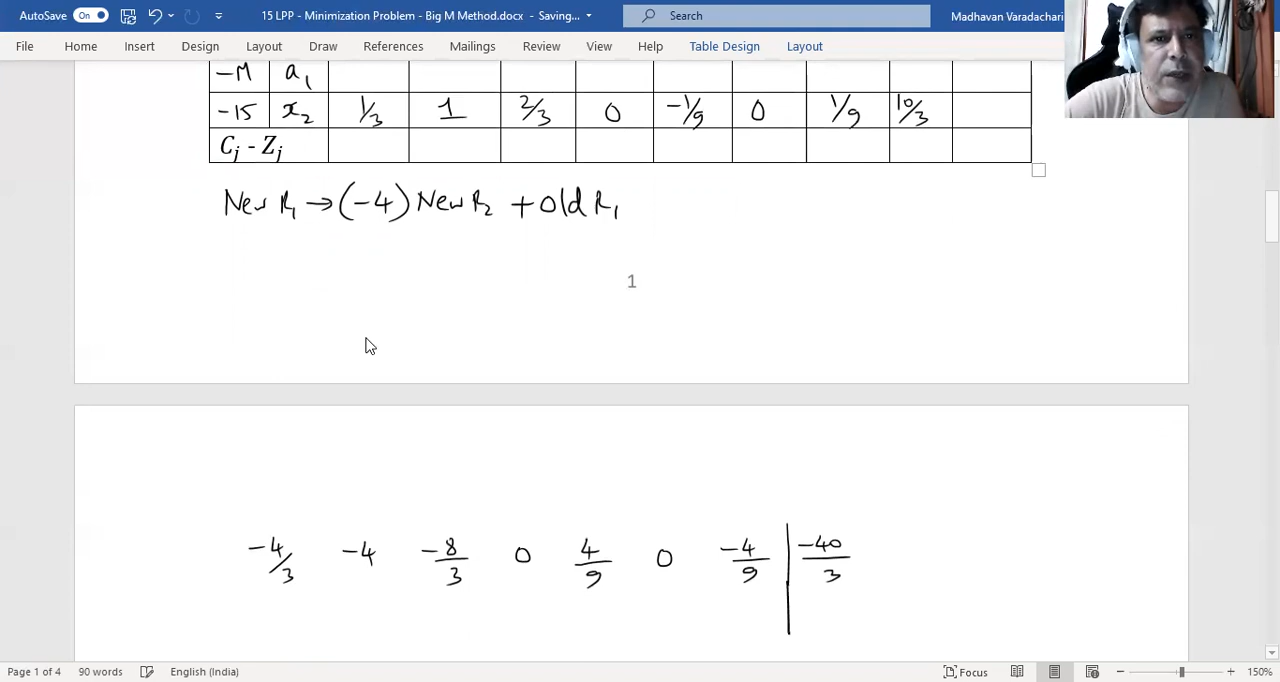 AutoSave On 15 LPP - Minimization Problem - Big M Method.docx - Saving... Search Madhavan Varadachari
File Home Insert Design Layout Draw References Mailings Review View Help Table Design Layout
-M a₁
-15 x₂ 1/3 1 2/3 0 -1/9 0 1/9 10/3
Cj - Zj
New R₁ → (-4) New R₂ + Old R₁
1
-4/3 -4 -8/3 0 4/9 0 -4/9 | -40/3
Page 1 of 4 90 words English (India) Focus 150%